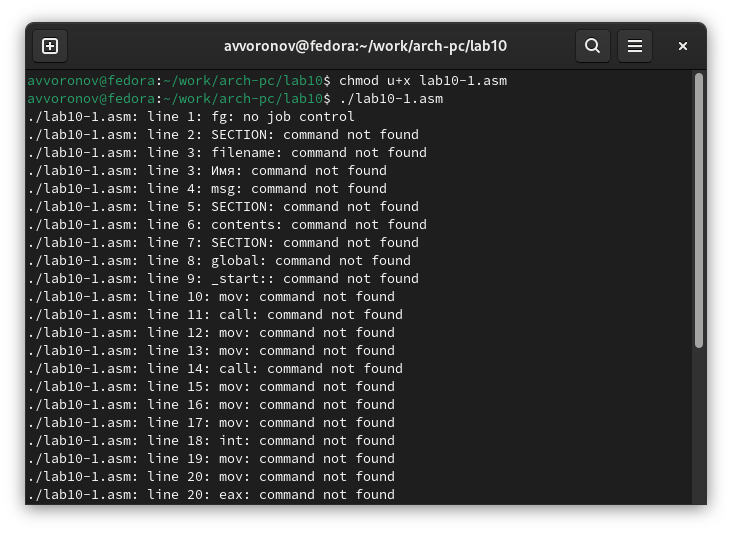 avvoronov@fedora:~/work/arch-pc/lab10
avvoronov@fedora:~/work/arch-pc/lab10$ chmod u+x lab10-1.asm
avvoronov@fedora:~/work/arch-pc/lab10$ ./lab10-1.asm
./lab10-1.asm: line 1: fg: no job control
./lab10-1.asm: line 2: SECTION: command not found
./lab10-1.asm: line 3: filename: command not found
./lab10-1.asm: line 3: Имя: command not found
./lab10-1.asm: line 4: msg: command not found
./lab10-1.asm: line 5: SECTION: command not found
./lab10-1.asm: line 6: contents: command not found
./lab10-1.asm: line 7: SECTION: command not found
./lab10-1.asm: line 8: global: command not found
./lab10-1.asm: line 9: _start:: command not found
./lab10-1.asm: line 10: mov: command not found
./lab10-1.asm: line 11: call: command not found
./lab10-1.asm: line 12: mov: command not found
./lab10-1.asm: line 13: mov: command not found
./lab10-1.asm: line 14: call: command not found
./lab10-1.asm: line 15: mov: command not found
./lab10-1.asm: line 16: mov: command not found
./lab10-1.asm: line 17: mov: command not found
./lab10-1.asm: line 18: int: command not found
./lab10-1.asm: line 19: mov: command not found
./lab10-1.asm: line 20: mov: command not found
./lab10-1.asm: line 20: eax: command not found